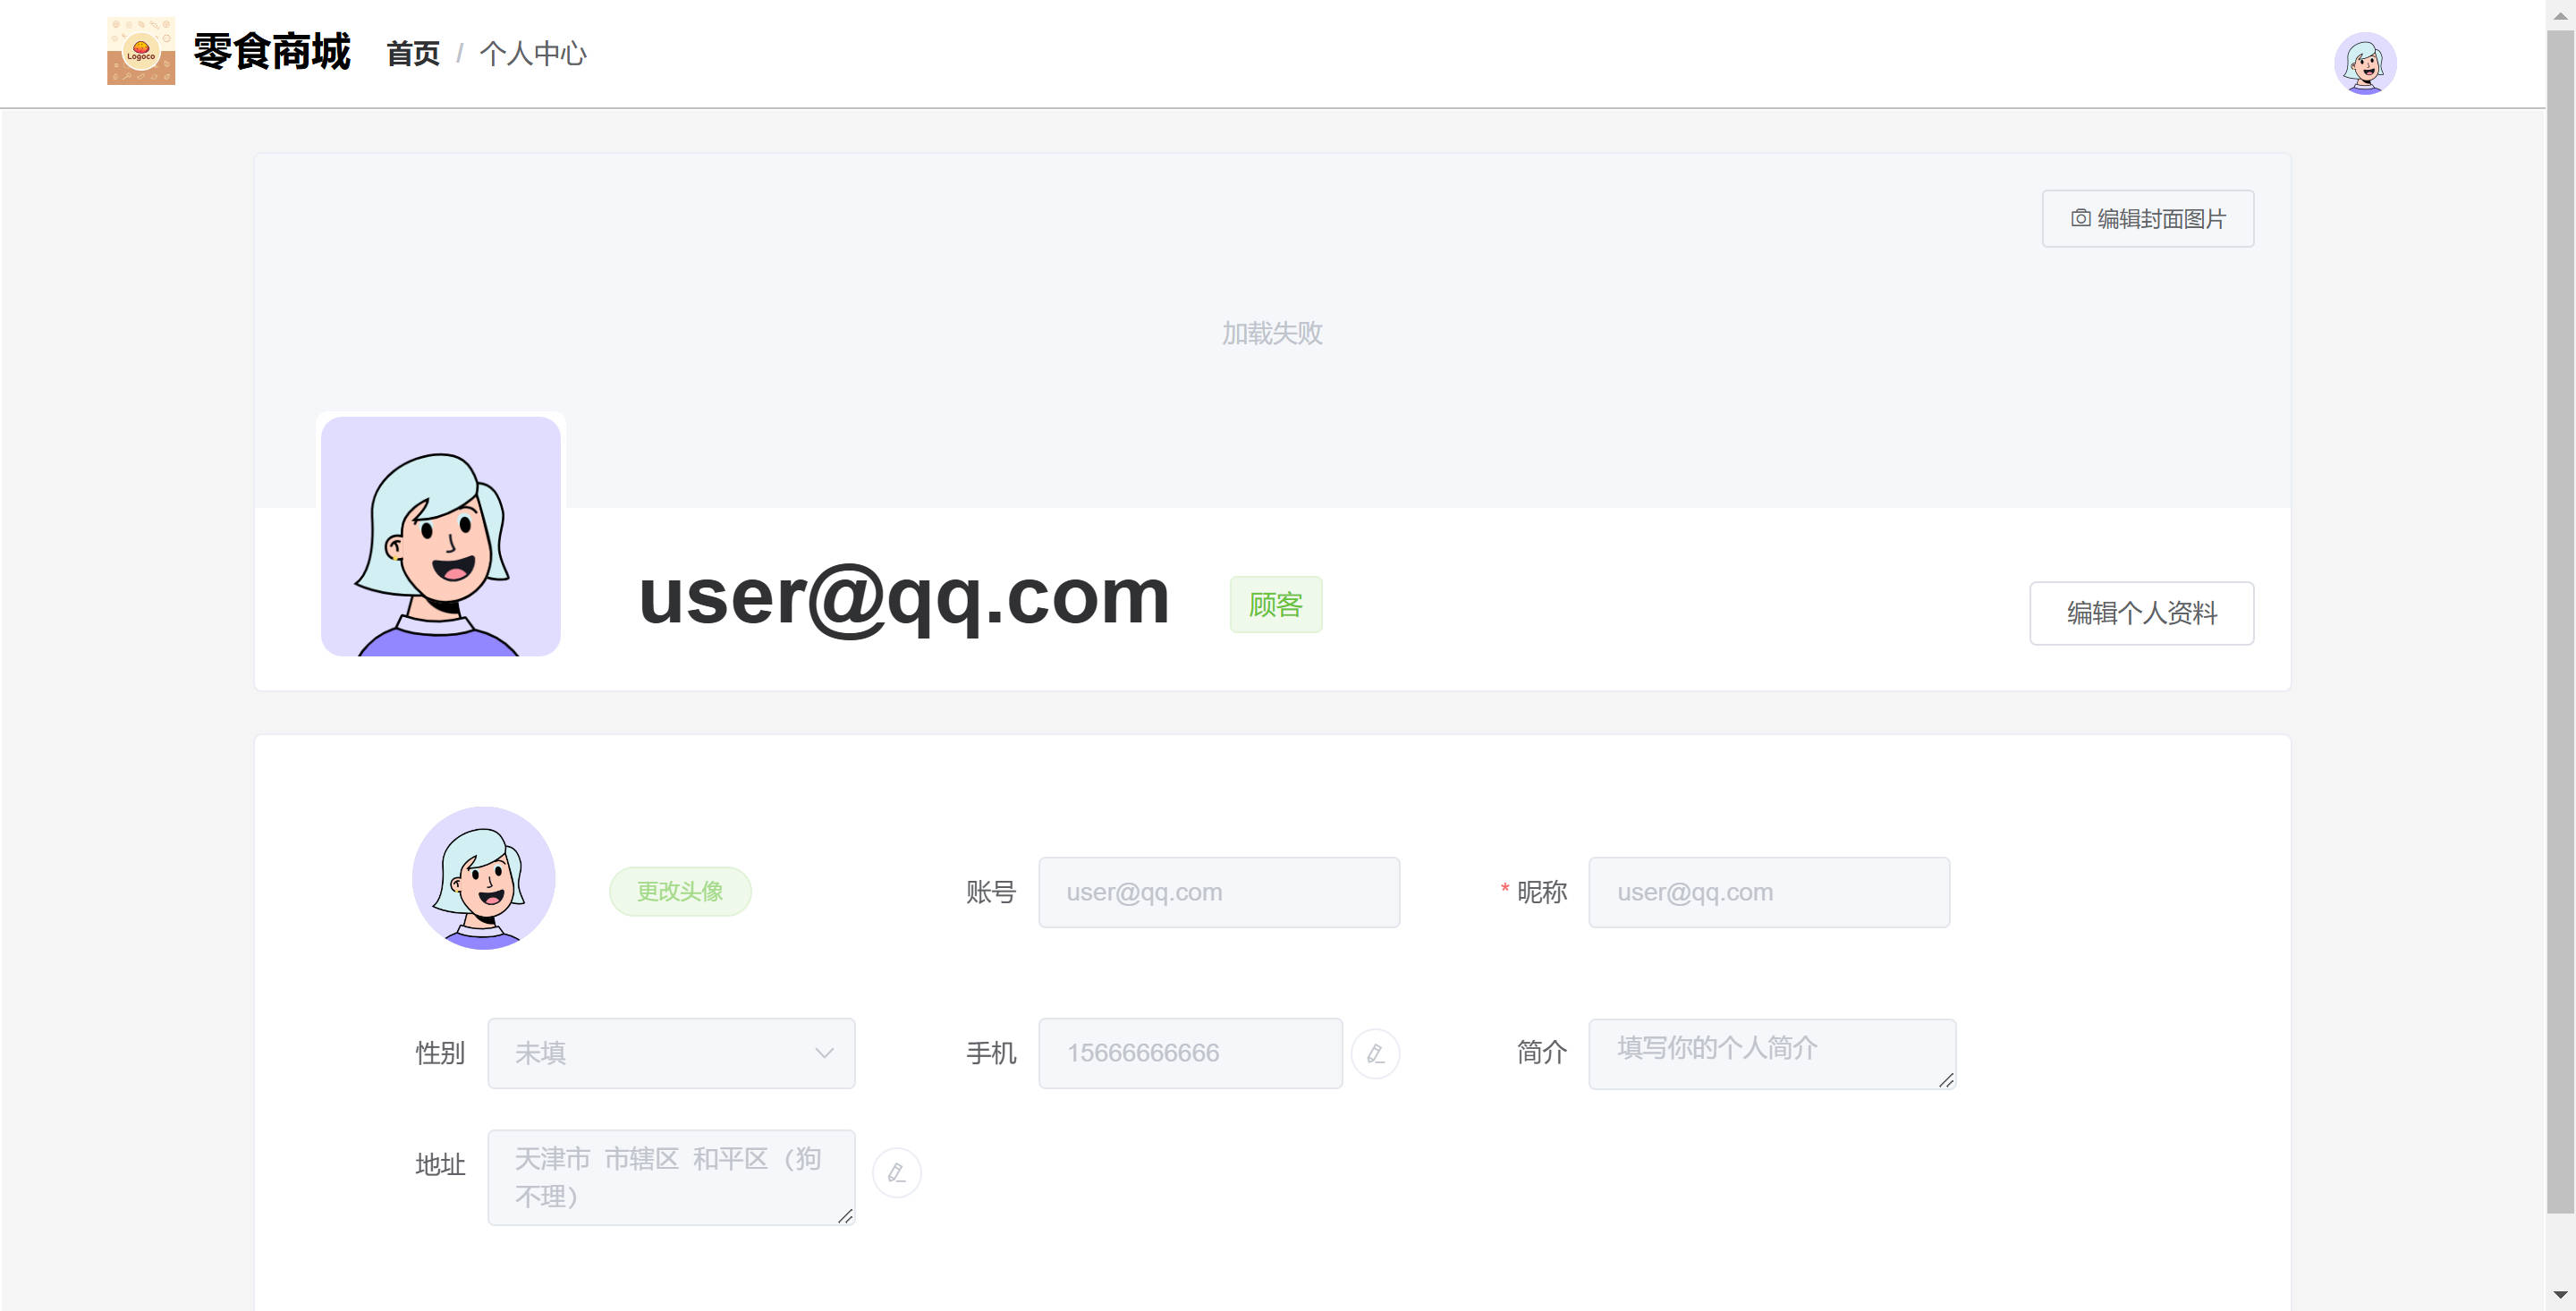 Logoco
零食商城 首页 / 个人中心
编辑封面图片
加载失败
user@qq.com 顾客
编辑个人资料
更改头像
账号 user@qq.com
* 昵称 user@qq.com
性别 未填
手机 15666666666
简介 填写你的个人简介
地址 天津市 市辖区 和平区（狗
不理）